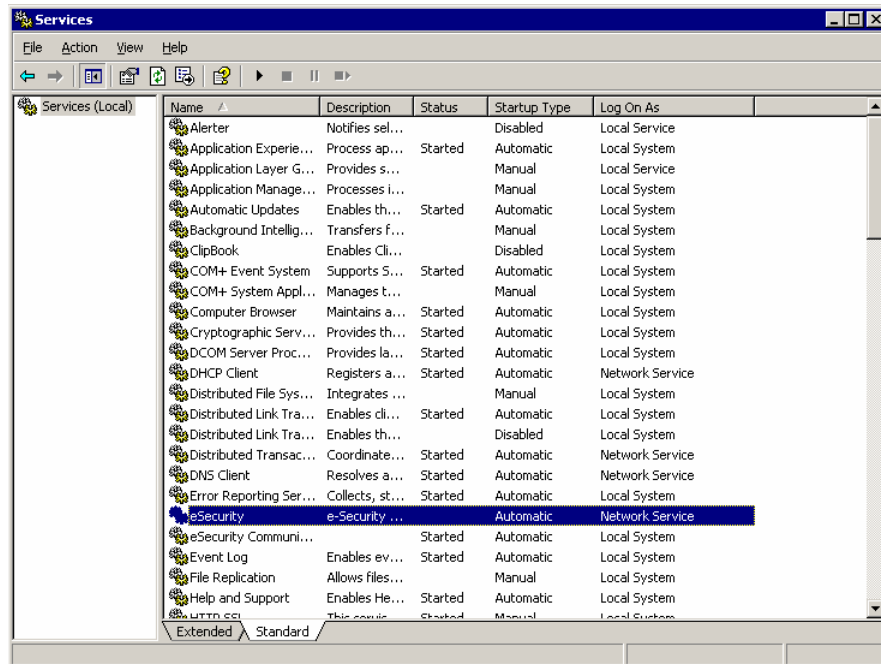 Services
File Action View Help
Services (Local)
Name Description Status Startup Type Log On As
Alerter Notifies sel... Disabled Local Service
Application Experie... Process ap... Started Automatic Local System
Application Layer G... Provides s... Manual Local Service
Application Manage... Processes i... Manual Local System
Automatic Updates Enables th... Started Automatic Local System
Background Intellig... Transfers f... Manual Local System
ClipBook Enables Cli... Disabled Local System
COM+ Event System Supports S... Started Automatic Local System
COM+ System Appl... Manages t... Manual Local System
Computer Browser Maintains a... Started Automatic Local System
Cryptographic Serv... Provides th... Started Automatic Local System
DCOM Server Proc... Provides la... Started Automatic Local System
DHCP Client Registers a... Started Automatic Network Service
Distributed File Sys... Integrates ... Manual Local System
Distributed Link Tra... Enables cli... Started Automatic Local System
Distributed Link Tra... Enables th... Disabled Local System
Distributed Transac... Coordinate... Started Automatic Network Service
DNS Client Resolves a... Started Automatic Network Service
Error Reporting Ser... Collects, st... Started Automatic Local System
eSecurity e-Security ... Automatic Network Service
eSecurity Communi... Started Automatic Local System
Event Log Enables ev... Started Automatic Local System
File Replication Allows files... Manual Local System
Help and Support Enables He... Started Automatic Local System
HTTP SSL This servic... Started Manual Local System
Extended Standard